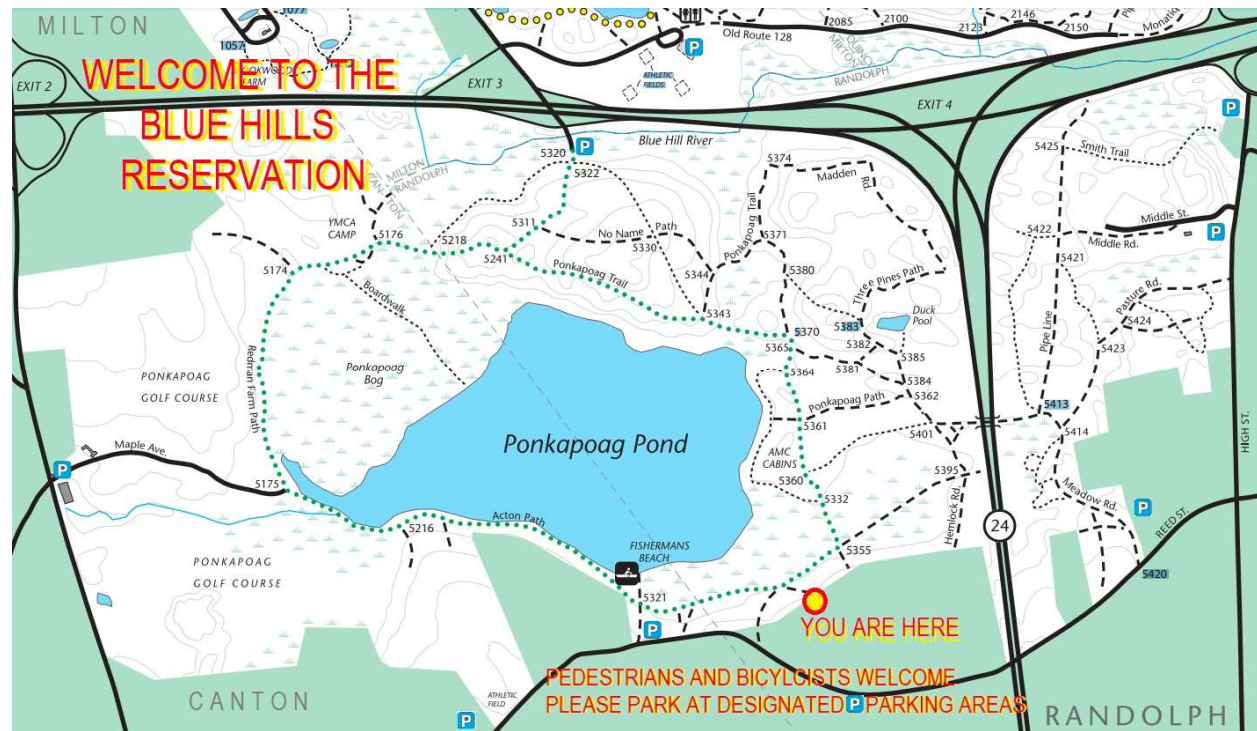 MILTON
1077
1057
2085
2100
2123
2146
2150
Old Route 128
P
QUINCY
MILTON
RANDOLPH
ATHLETIC
FIELDS
EXIT 2
EXIT 3
EXIT 4
WELCOME TO THE
BLUE HILLS
RESERVATION
Blue Hill River
P
P
5320
5322
5374
5425
Smith Trail
MILTON
RANDOLPH
CANTON
Madden
Rd.
YMCA
CAMP
5176
5218
5311
5241
No Name Path
5330
Ponkapoag Trail
5371
5422
Middle St.
Middle Rd.
P
5421
5174
Boardwalk
Ponkapoag Trail
5344
5380
Three Pines Path
Pasture Rd.
5343
5370
5383
Duck
Pool
5424
Pipe Line
5365
5382
5385
5423
Redman Farm Path
PONKAPOAG
GOLF COURSE
Ponkapoag
Bog
5364
5381
5384
5362
Ponkapoag Path
5413
5361
5401
5414
HIGH ST.
Maple Ave.
P
Ponkapoag Pond
AMC
CABINS
5395
5360
5175
5332
Meadow Rd.
Hemlock Rd.
24
P
REED ST.
Acton Path
5216
FISHERMANS
BEACH
5355
PONKAPOAG
GOLF COURSE
5420
5321
P
YOU ARE HERE
PEDESTRIANS AND BICYLCISTS WELCOME
PLEASE PARK AT DESIGNATED P PARKING AREAS
CANTON
ATHLETIC
FIELD
P
RANDOLPH